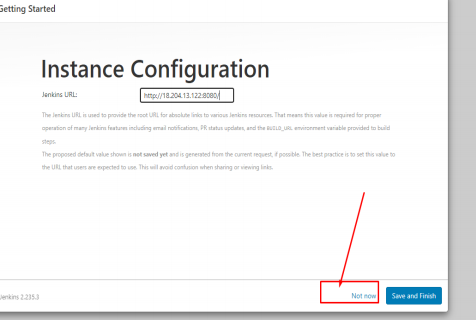 Getting Started
Instance Configuration
Jenkins URL: http://18.204.13.122:8080/
The Jenkins URL is used to provide the root URL for absolute links to various Jenkins resources. That means this value is required for proper
operation of many Jenkins features including email notifications, PR status updates, and the BUILD_URL environment variable provided to build
steps.
The proposed default value shown is not saved yet and is generated from the current request, if possible. The best practice is to set this value to
the URL that users are expected to use. This will avoid confusion when sharing or viewing links.
Jenkins 2.235.3
Not now Save and Finish